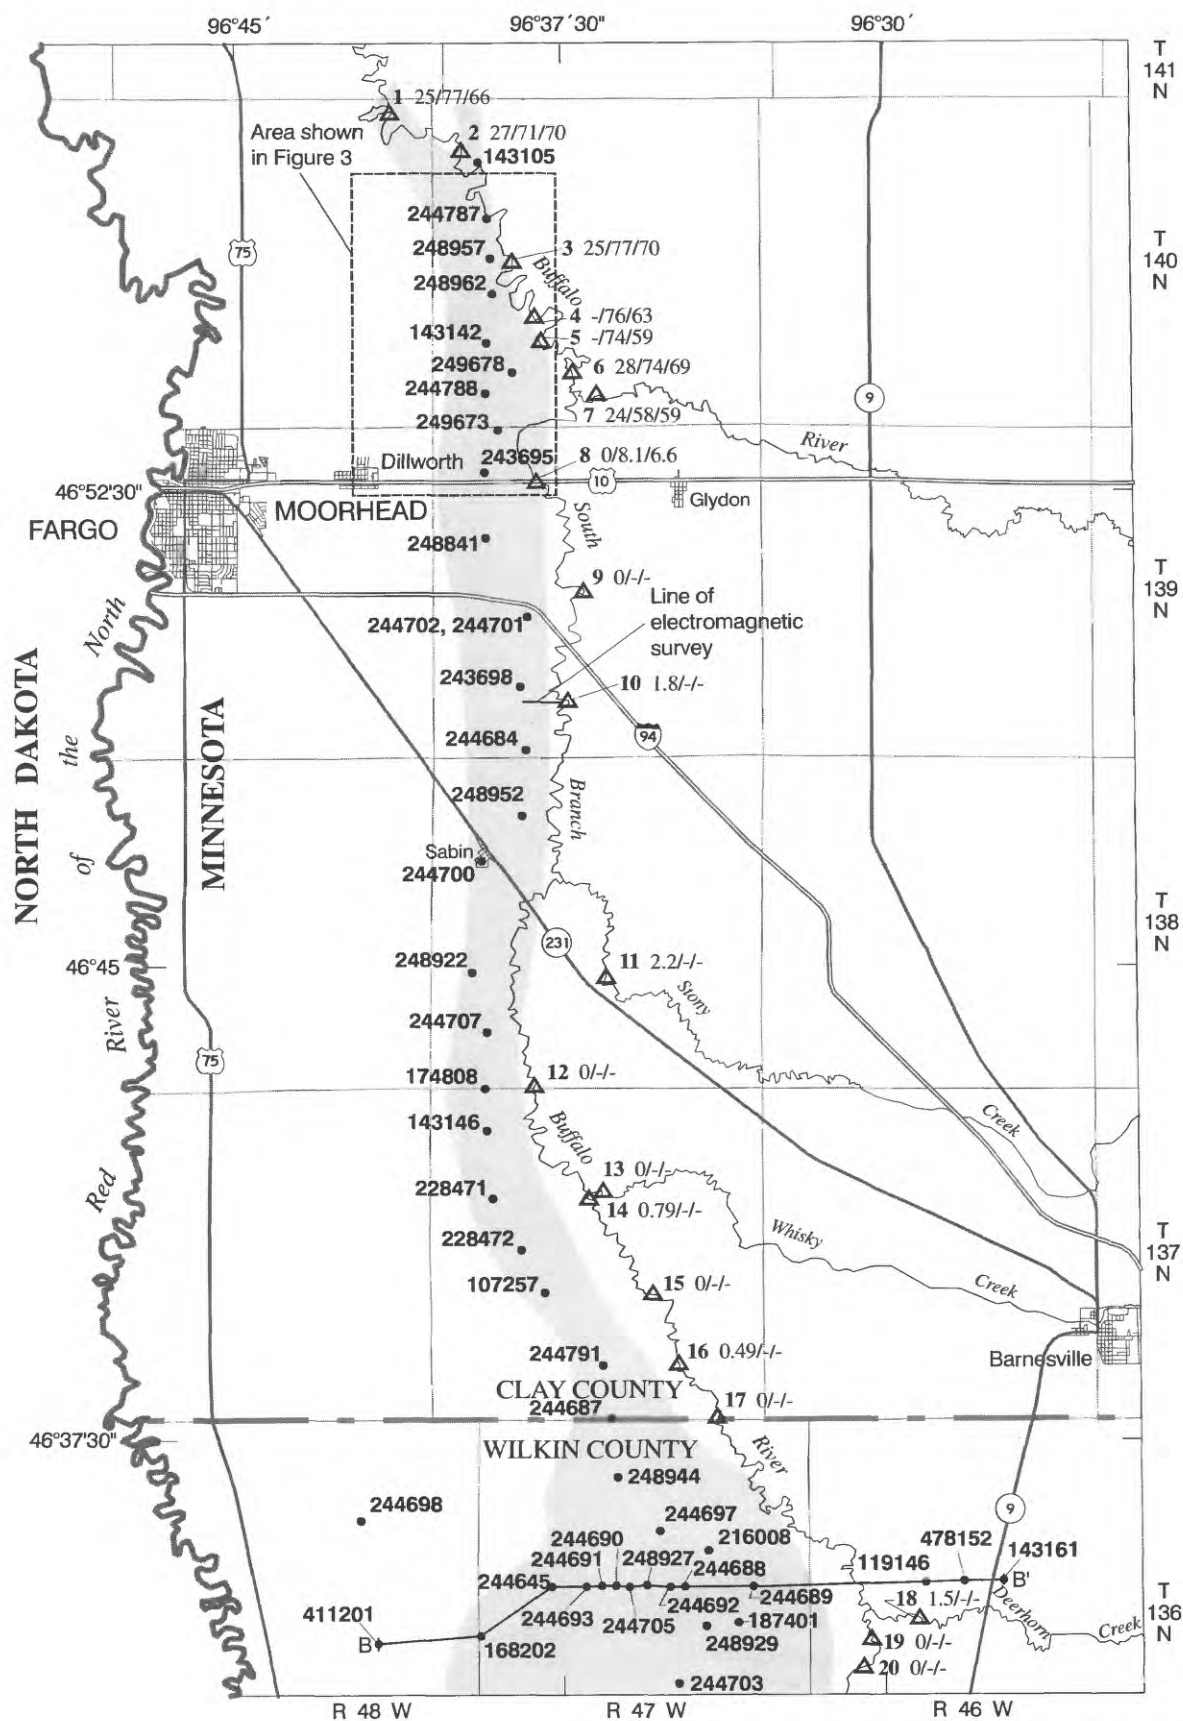 96°45´
96°37´30"
96°30´
T
141
N
1 25/77/66
Area shown
in Figure 3
2 27/71/70
143105
244787
75
248957
3 25/77/70
T
140
N
Buffalo
248962
4 -/76/63
143142
5 -/74/59
249678
6 28/74/69
244788
9
7 24/58/59
249673
River
Dillworth
243695
8 0/8.1/6.6
10
46°52'30"
Glydon
MOORHEAD
FARGO
South
248841
9 0/-/-
T
139
N
Line of
electromagnetic
survey
North
244702, 244701
243698
10 1.8/-/-
NORTH DAKOTA
MINNESOTA
the
244684
94
Branch
248952
of
Sabin
244700
T
138
N
231
46°45
248922
11 2.2/-/-
Stony
River
244707
75
174808
12 0/-/-
Creek
143146
Buffalo
13 0/-/-
Red
228471
14 0.79/-/-
228472
Whisky
T
137
N
107257
15 0/-/-
Creek
244791
16 0.49/-/-
Barnesville
CLAY COUNTY
244687
17 0/-/-
46°37'30"
WILKIN COUNTY
River
248944
244698
244697
9
244690
216008
478152
244691
248927
244688
119146
143161
244645
B'
244693
244692
244689
18 1.5/-/-
Deerhorn
T
136
N
411201
244705
187401
B
168202
248929
19 0/-/-
Creek
20 0/-/-
244703
R 48 W
R 47 W
R 46 W